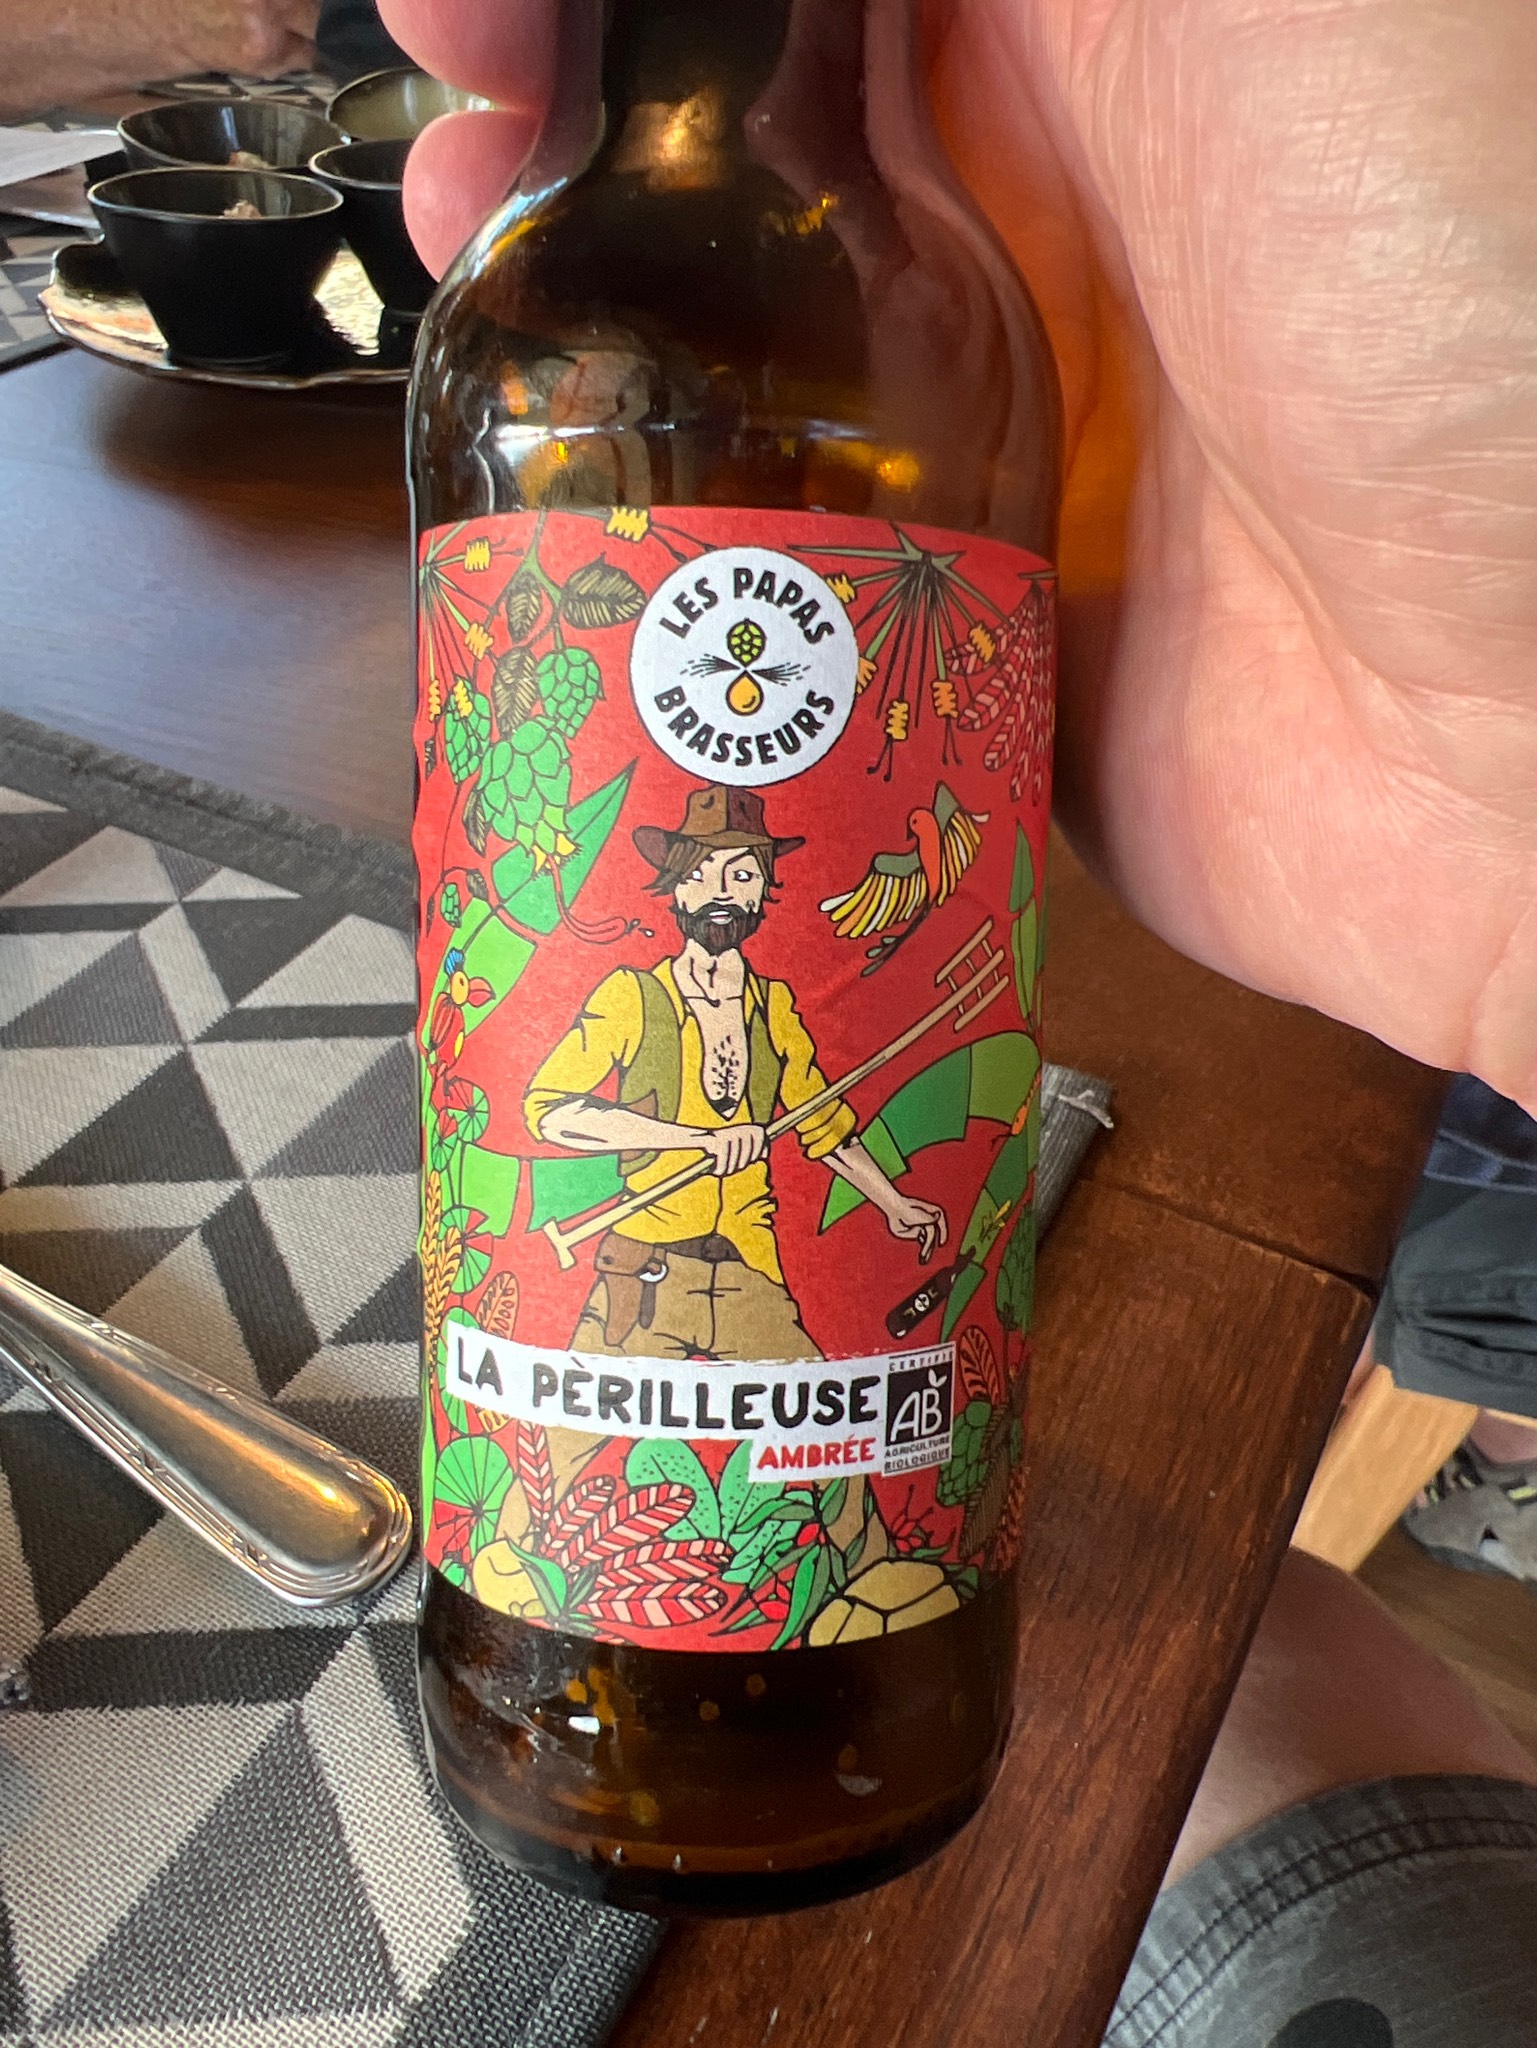 LES PAPAS
BRASSEURS
LA PÈRILLEUSE
AMBRÉE
CERTIFIÉ
AB
AGRICULTURE
BIOLOGIQUE